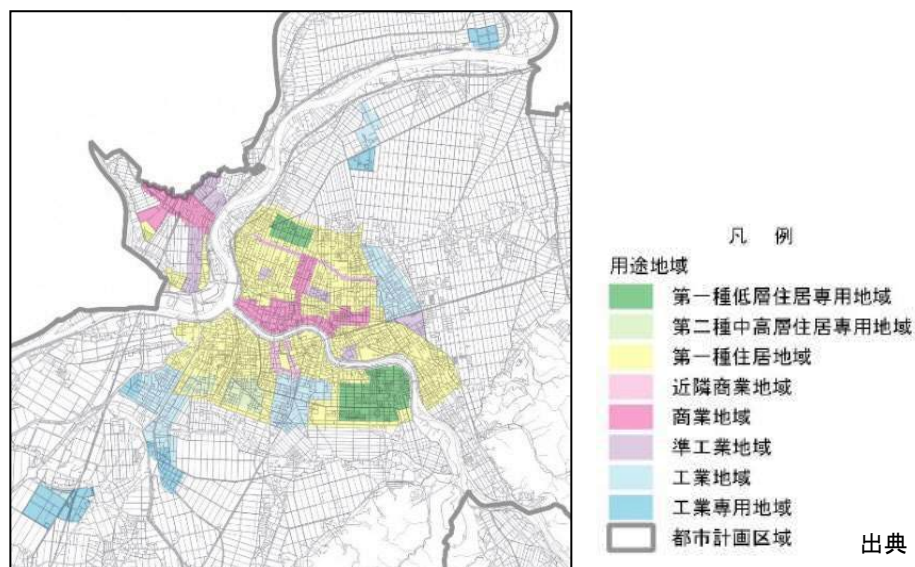 凡 例
用途地域
第一種低層住居専用地域
第二種中高層住居専用地域
第一種住居地域
近隣商業地域
商業地域
準工業地域
工業地域
工業専用地域
都市計画区域
出典